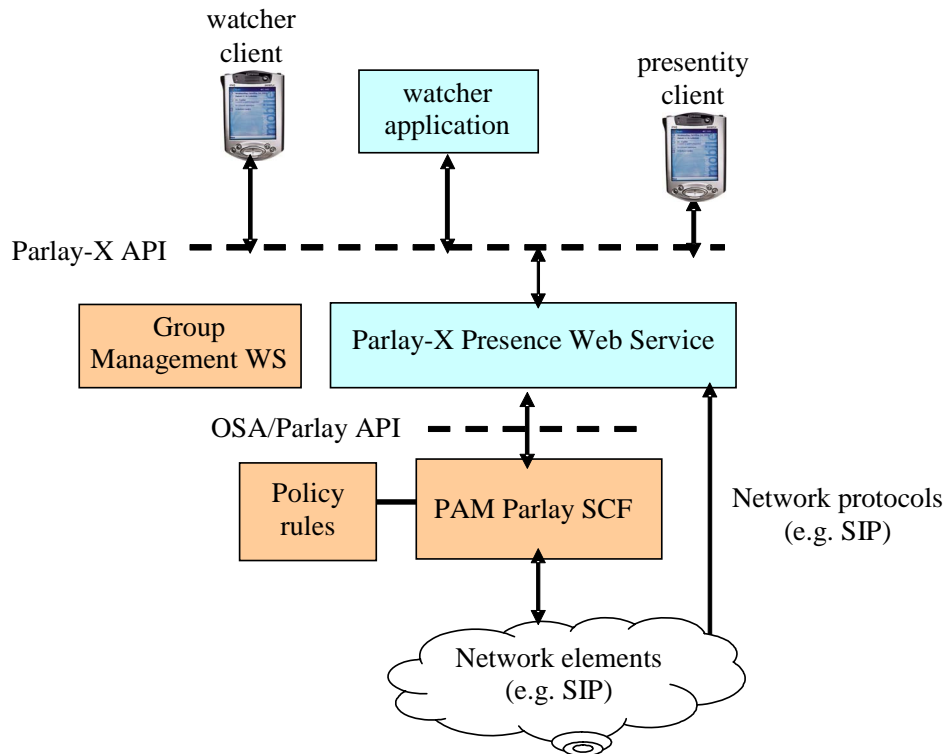 watcher
client
watcher
application
presentity
client
Parlay-X API
Group
Management WS
Parlay-X Presence Web Service
OSA/Parlay API
Policy
rules
PAM Parlay SCF
Network protocols
(e.g. SIP)
Network elements
(e.g. SIP)